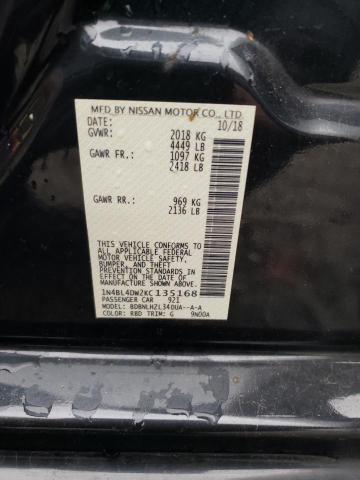 MFD BY NISSAN MOTOR CO., LTD.
DATE: 10/18
GVWR: 2018 KG
4449 LB
GAWR FR: 1097 KG
2418 LB
GAWR RR: 969 KG
2136 LB
THIS VEHICLE CONFORMS TO
ALL APPLICABLE FEDERAL
MOTOR VEHICLE SAFETY,
BUMPER, AND THEFT
PREVENTION STANDARDS
IN EFFECT ON THE DATE OF
MANUFACTURE SHOWN ABOVE.
1N4BL4DW2KC135168
PASSENGER CAR 921
MODEL: BDBNLHZL340UA--A-A
COLOR: RBD TRIM: G 9N00A